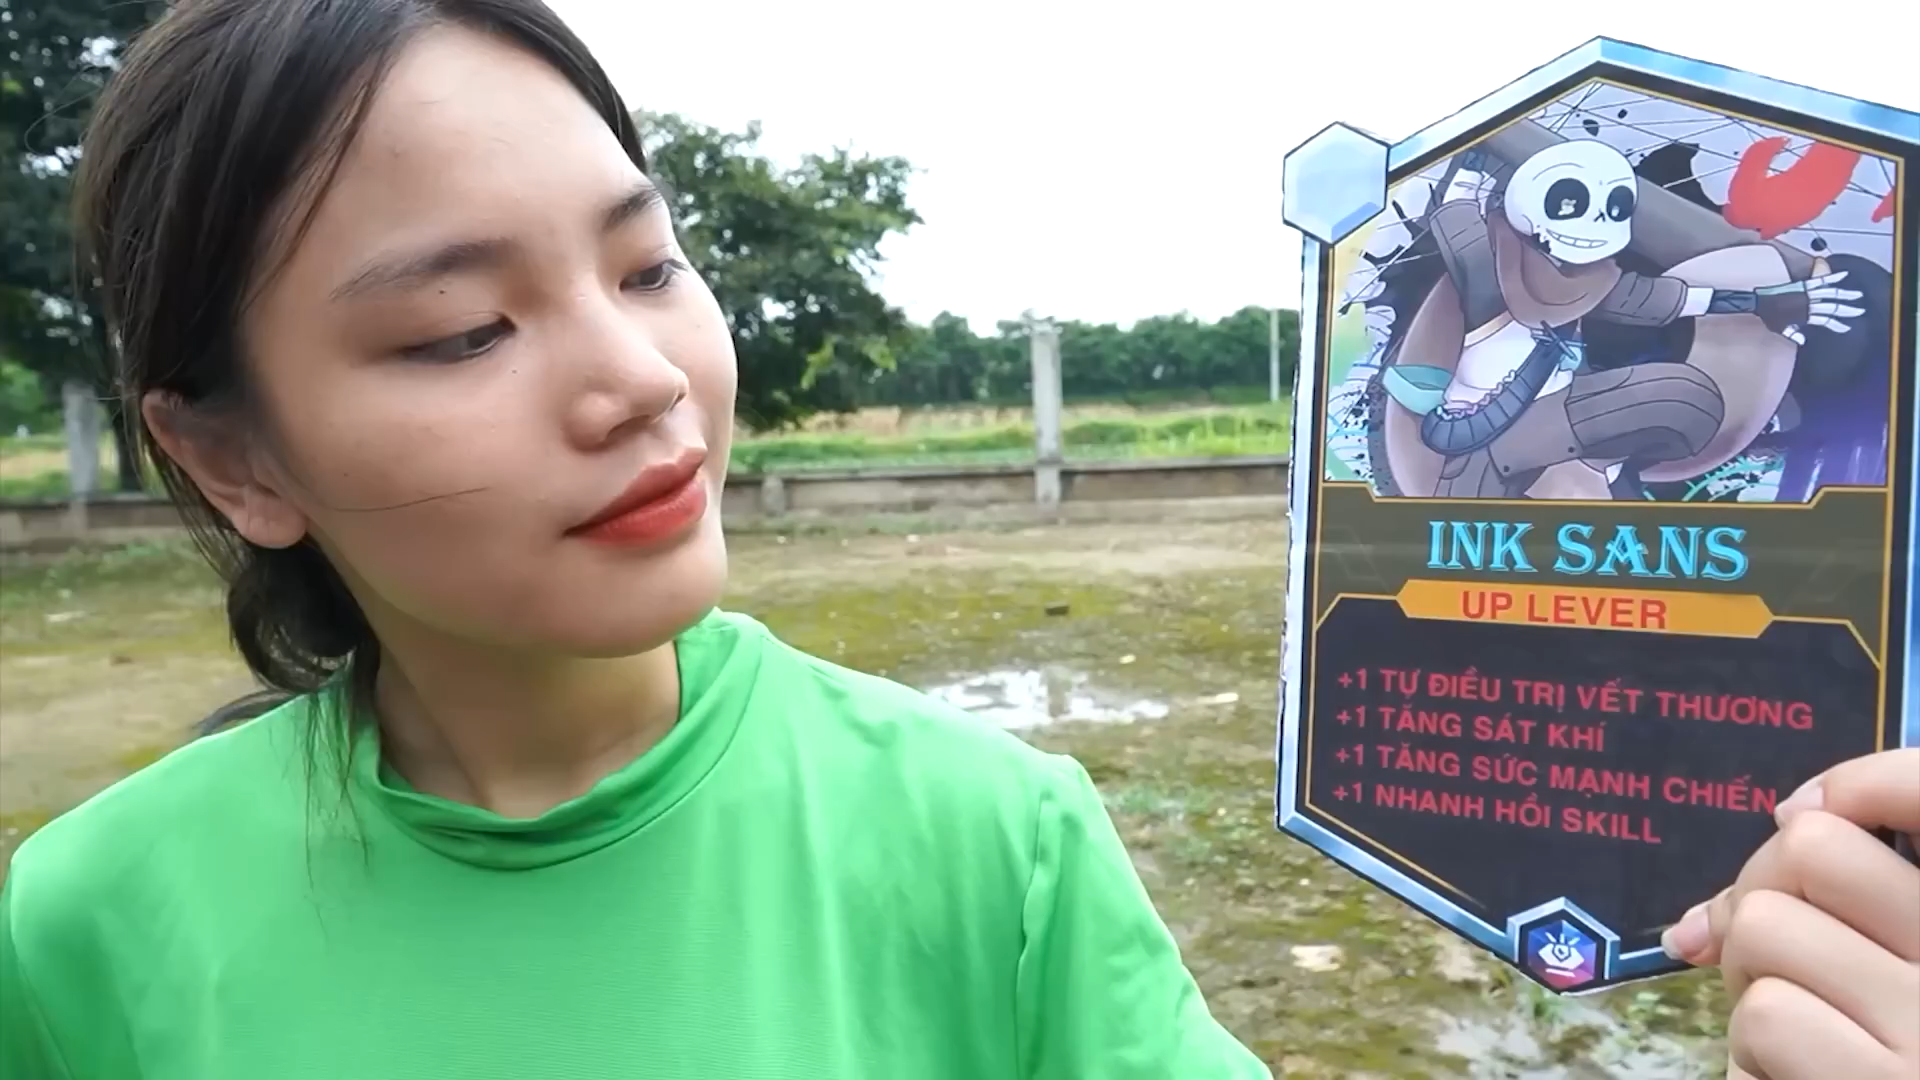 INK SANS
UP LEVER
+1 TỰ ĐIỀU TRỊ VẾT THƯƠNG
+1 TĂNG SÁT KHÍ
+1 TĂNG SỨC MẠNH CHIẾN
+1 NHANH HỒI SKILL